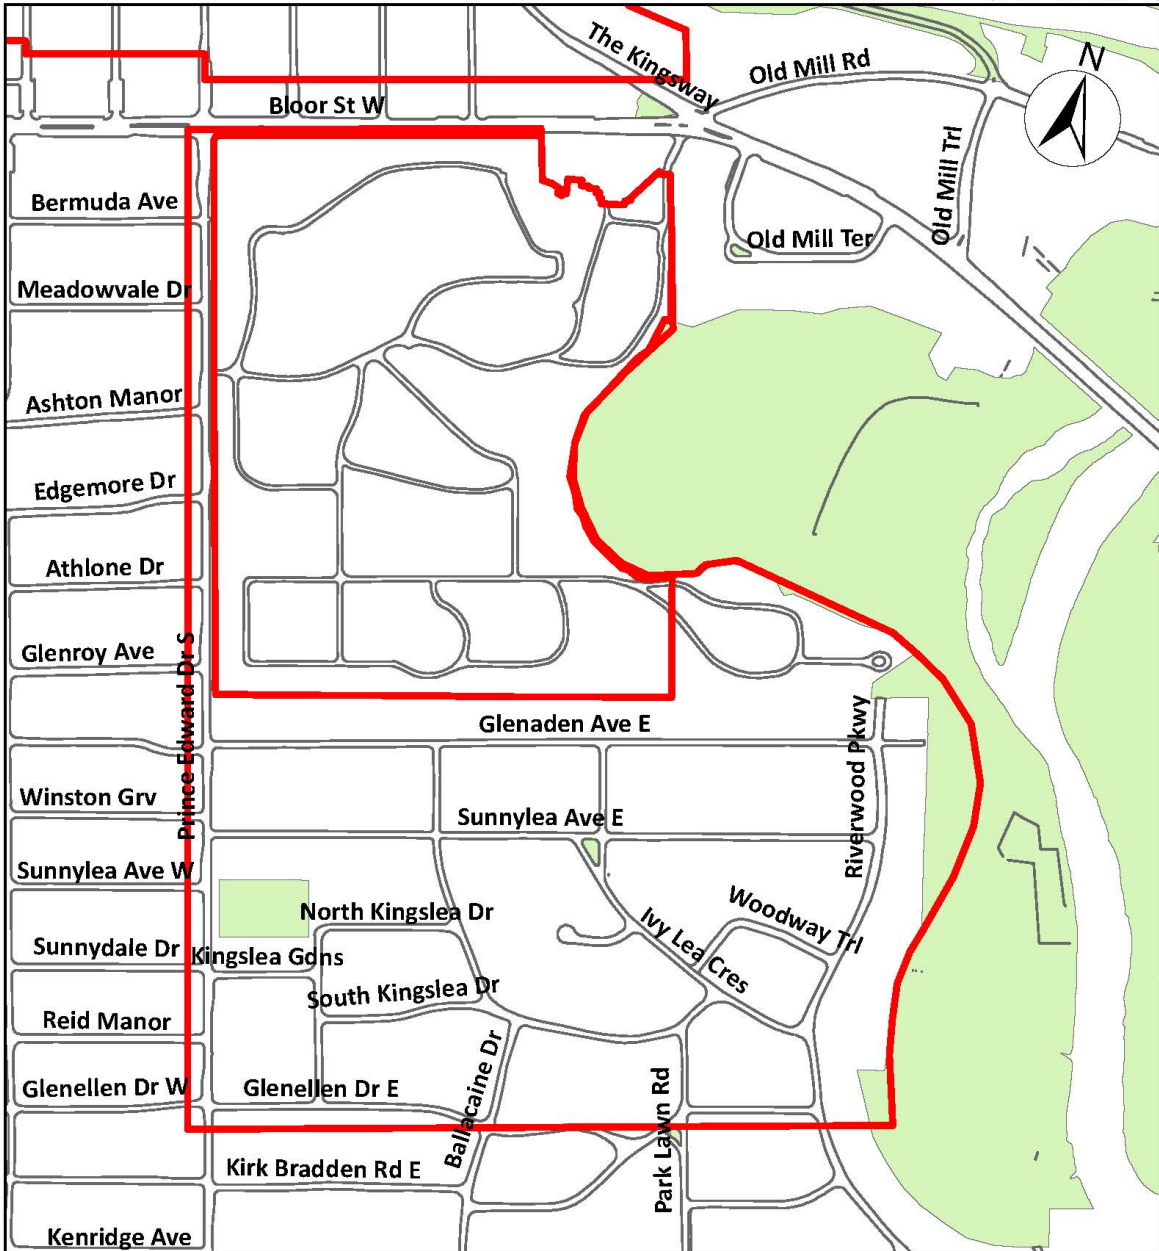 The Kingsway
Old Mill Rd
N
Bloor St W
Old Mill Trl
Bermuda Ave
Old Mill Ter
Meadowvale Dr
Ashton Manor
Edgemore Dr
Athlone Dr
Glenroy Ave
Prince Edward Dr S
Glenaden Ave E
Riverwood Pkwy
Winston Grv
Sunnylea Ave E
Sunnylea Ave W
North Kingslea Dr
Woodway Trl
Ivy Lea Cres
Sunnydale Dr
Kingslea Gdns
South Kingslea Dr
Reid Manor
Ballacaine Dr
Glenellen Dr W
Glenellen Dr E
Park Lawn Rd
Kirk Bradden Rd E
Kenridge Ave